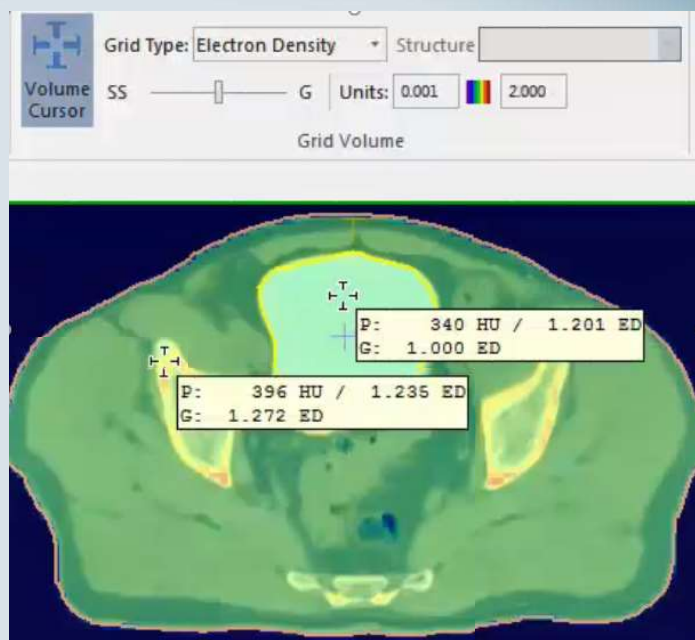 Grid Type: Electron Density Structure
Volume Cursor SS G Units: 0.001 2.000
Grid Volume
P: 340 HU / 1.201 ED
G: 1.000 ED
P: 396 HU / 1.235 ED
G: 1.272 ED